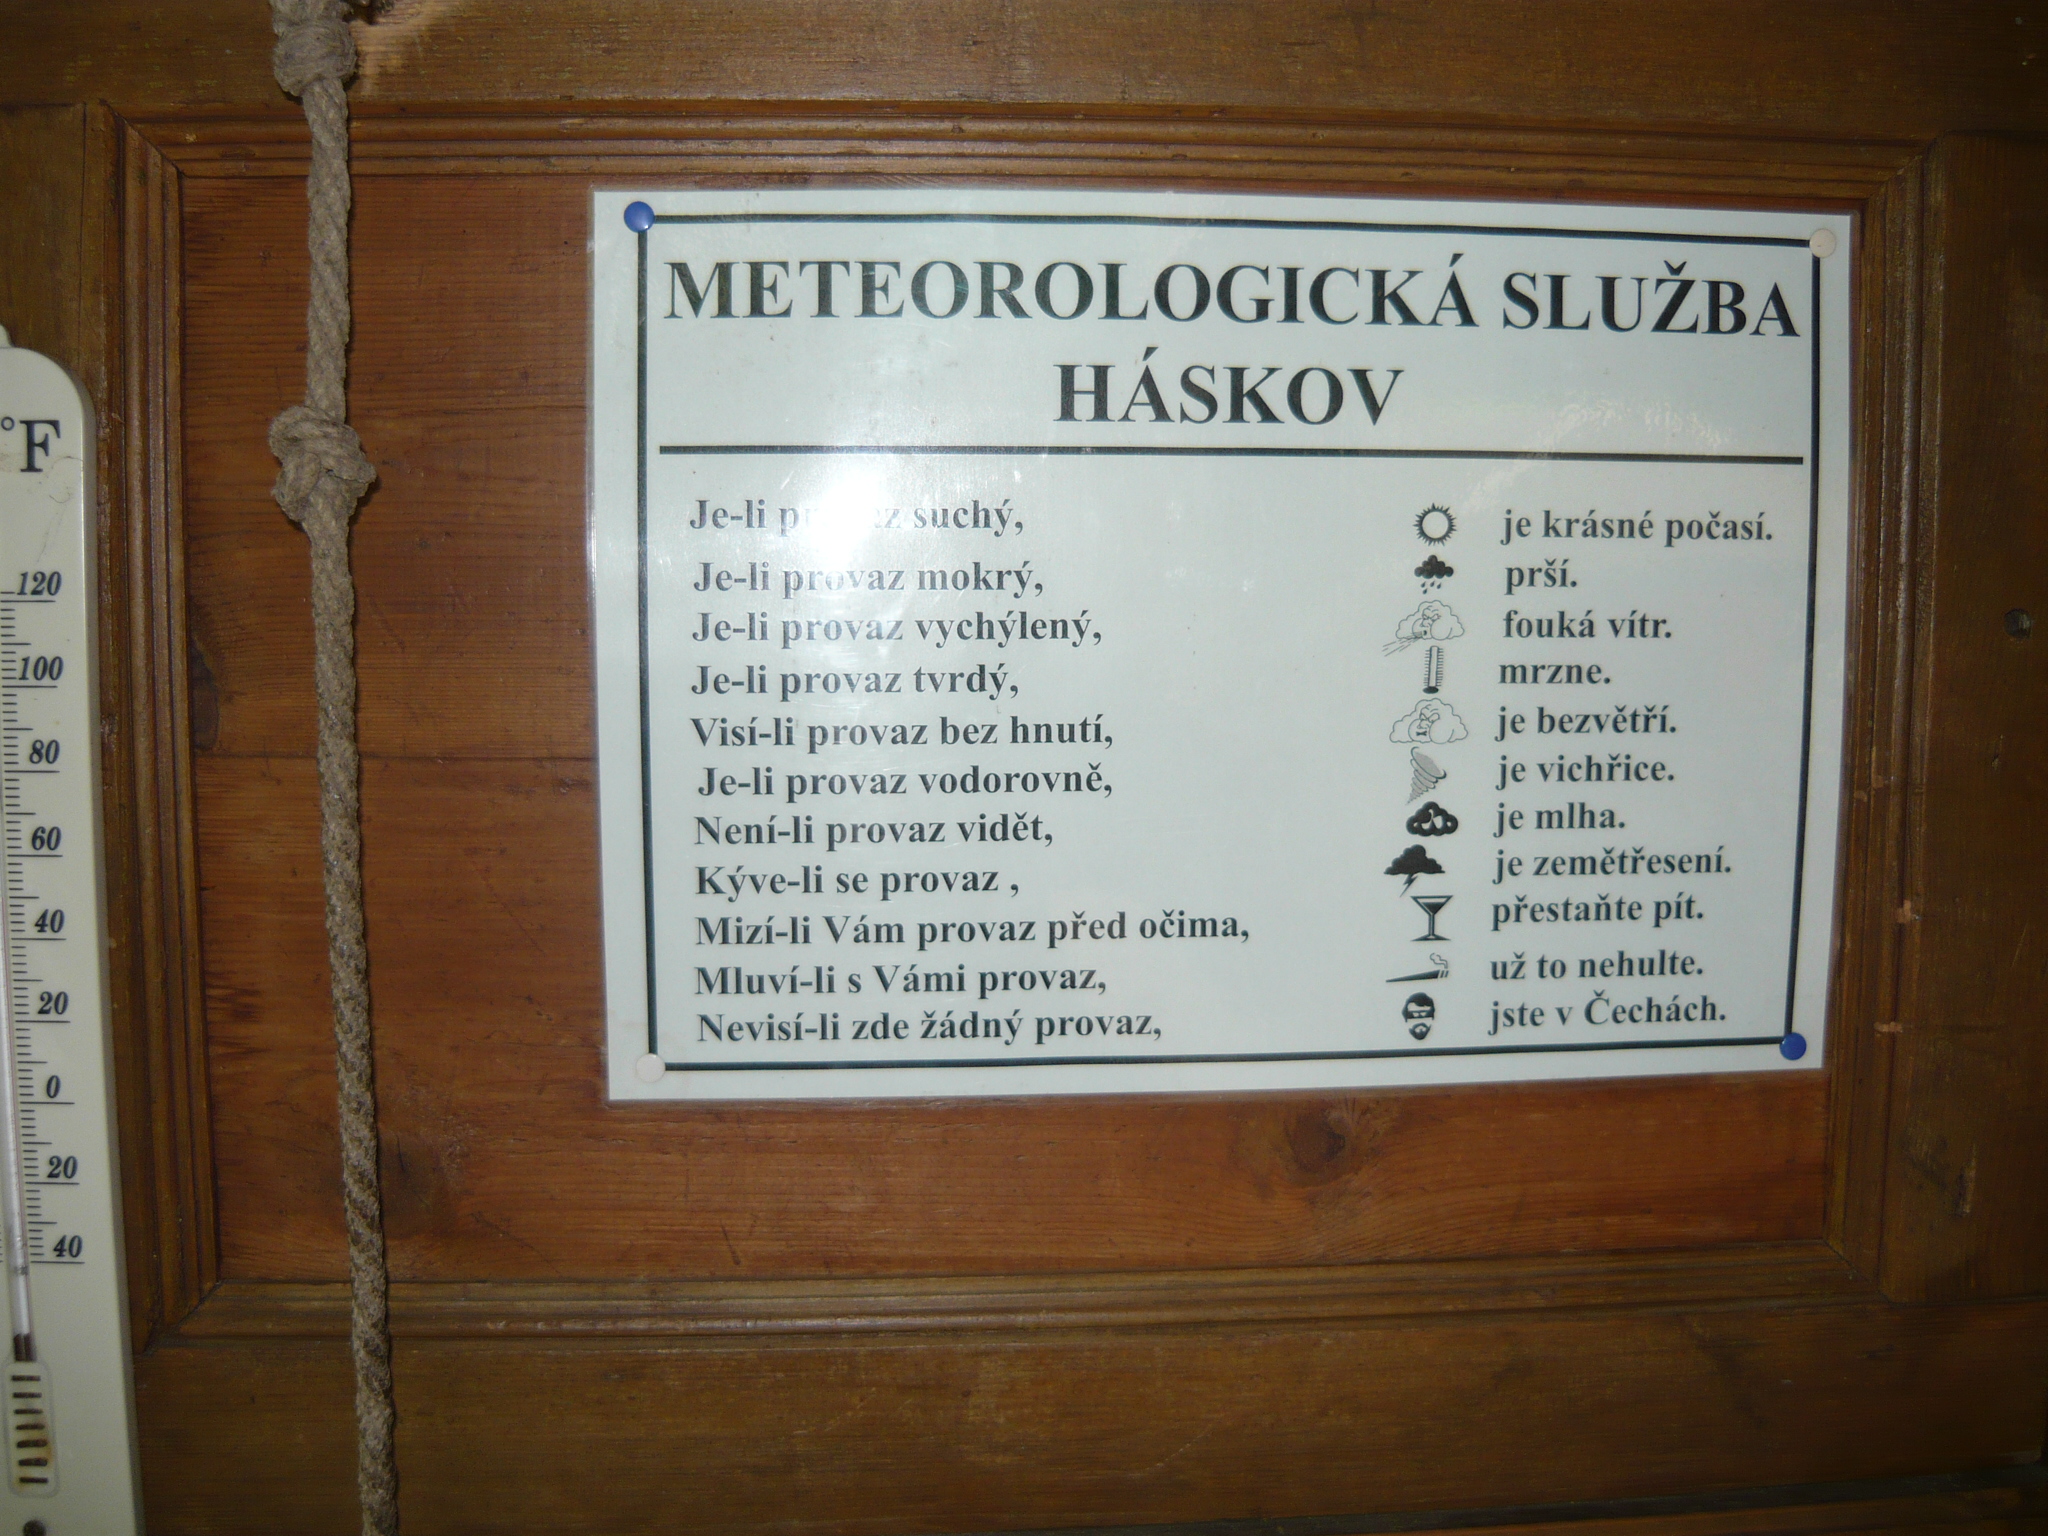 METEOROLOGICKÁ SLUŽBA
HÁSKOV
Je-li provaz suchý, je krásné počasí.
Je-li provaz mokrý, prší.
Je-li provaz vychýlený, fouká vítr.
Je-li provaz tvrdý, mrzne.
Visí-li provaz bez hnutí, je bezvětří.
Je-li provaz vodorovně, je vichřice.
Není-li provaz vidět, je mlha.
Kýve-li se provaz , je zemětřesení.
Mizí-li Vám provaz před očima, přestaňte pít.
Mluví-li s Vámi provaz, už to nehulte.
Nevisí-li zde žádný provaz, jste v Čechách.
°F
120
100
80
60
40
20
0
20
40